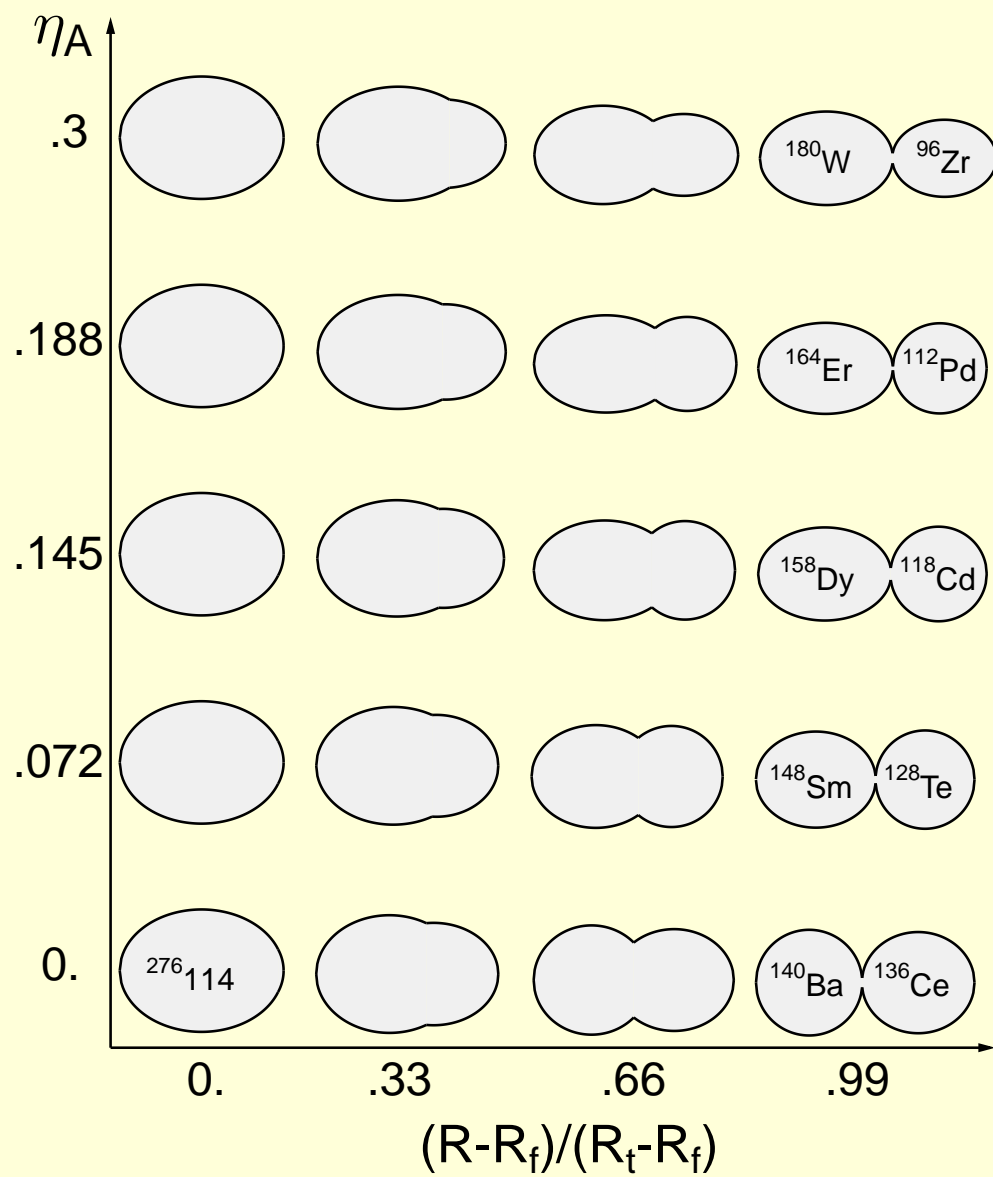 ηA
.3
¹⁸⁰W ⁹⁶Zr
.188
¹⁶⁴Er ¹¹²Pd
.145
¹⁵⁸Dy ¹¹⁸Cd
.072
¹⁴⁸Sm ¹²⁸Te
0.
²⁷⁶114 ¹⁴⁰Ba ¹³⁶Ce
0. .33 .66 .99
(R-Rf)/(Rt-Rf)